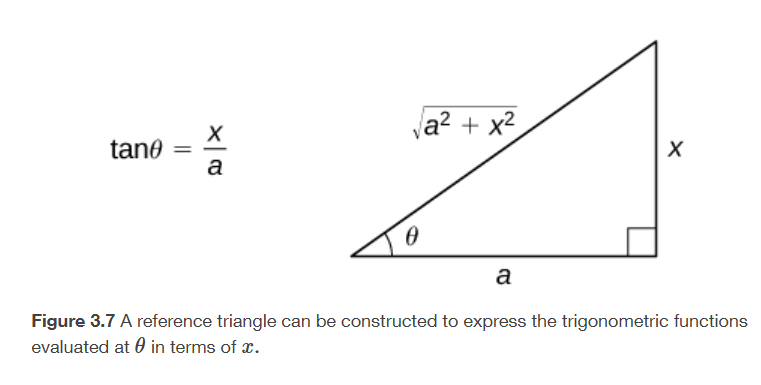 √a² + x²
tanθ = x/a
x
θ
a
Figure 3.7 A reference triangle can be constructed to express the trigonometric functions
evaluated at θ in terms of x.